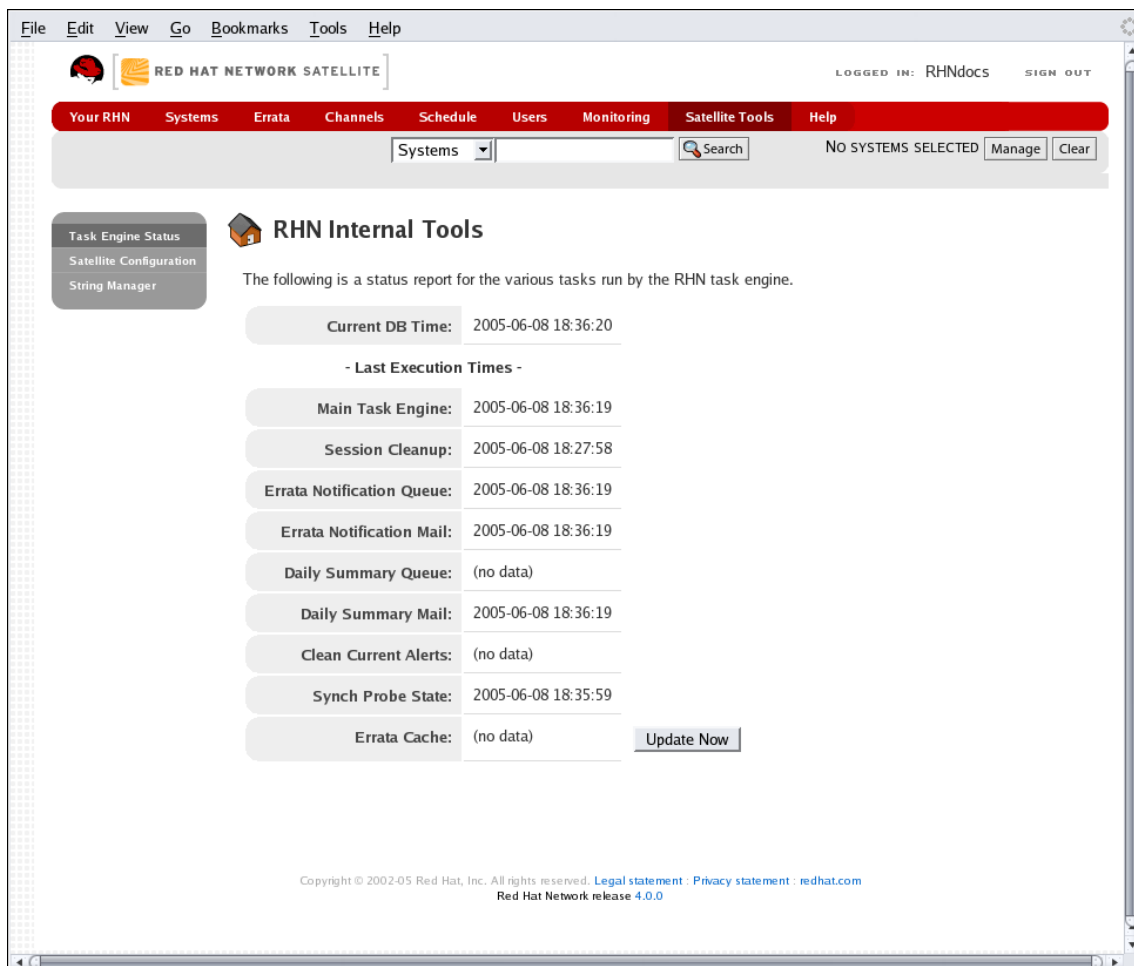 File Edit View Go Bookmarks Tools Help
RED HAT NETWORK SATELLITE
LOGGED IN: RHNdocs SIGN OUT
Your RHN Systems Errata Channels Schedule Users Monitoring Satellite Tools Help
Systems Search NO SYSTEMS SELECTED Manage Clear
Task Engine Status
Satellite Configuration
String Manager
RHN Internal Tools
The following is a status report for the various tasks run by the RHN task engine.
Current DB Time: 2005-06-08 18:36:20
- Last Execution Times -
Main Task Engine: 2005-06-08 18:36:19
Session Cleanup: 2005-06-08 18:27:58
Errata Notification Queue: 2005-06-08 18:36:19
Errata Notification Mail: 2005-06-08 18:36:19
Daily Summary Queue: (no data)
Daily Summary Mail: 2005-06-08 18:36:19
Clean Current Alerts: (no data)
Synch Probe State: 2005-06-08 18:35:59
Errata Cache: (no data) Update Now
Copyright © 2002-05 Red Hat, Inc. All rights reserved. Legal statement : Privacy statement : redhat.com
Red Hat Network release 4.0.0